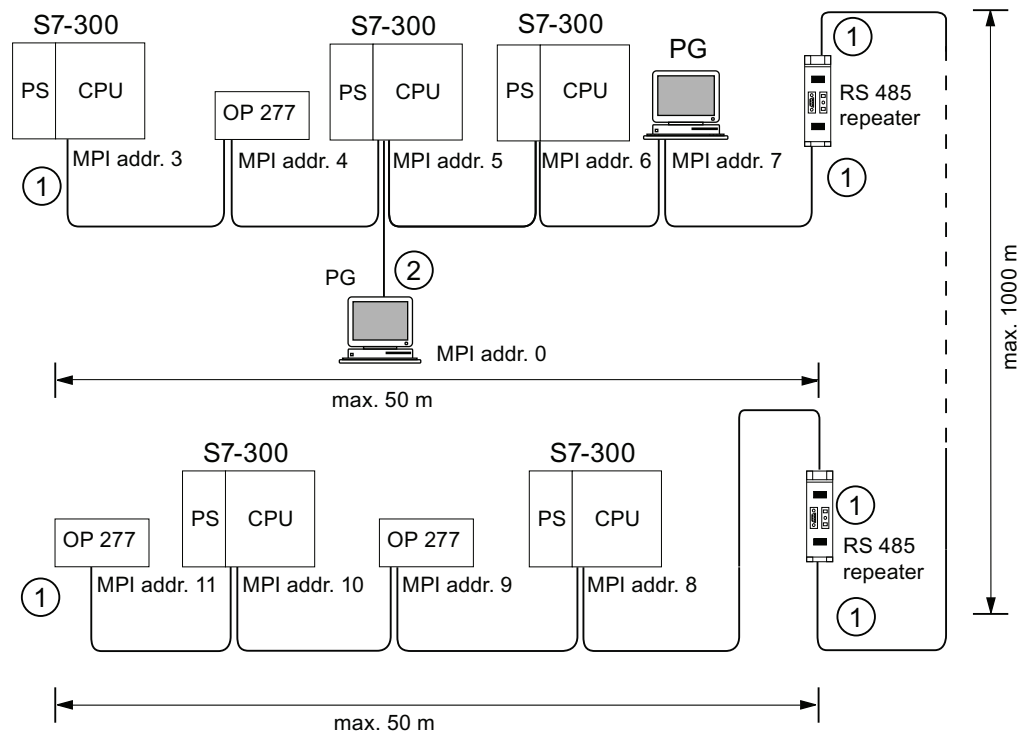 S7-300
S7-300
S7-300
PG
1
PS
CPU
OP 277
PS
CPU
PS
CPU
RS 485
repeater
MPI addr. 3
MPI addr. 4
MPI addr. 5
MPI addr. 6
MPI addr. 7
1
1
PG
2
MPI addr. 0
max. 50 m
max. 1000 m
S7-300
S7-300
OP 277
PS
CPU
OP 277
PS
CPU
1
RS 485
repeater
1
MPI addr. 11
MPI addr. 10
MPI addr. 9
MPI addr. 8
1
max. 50 m